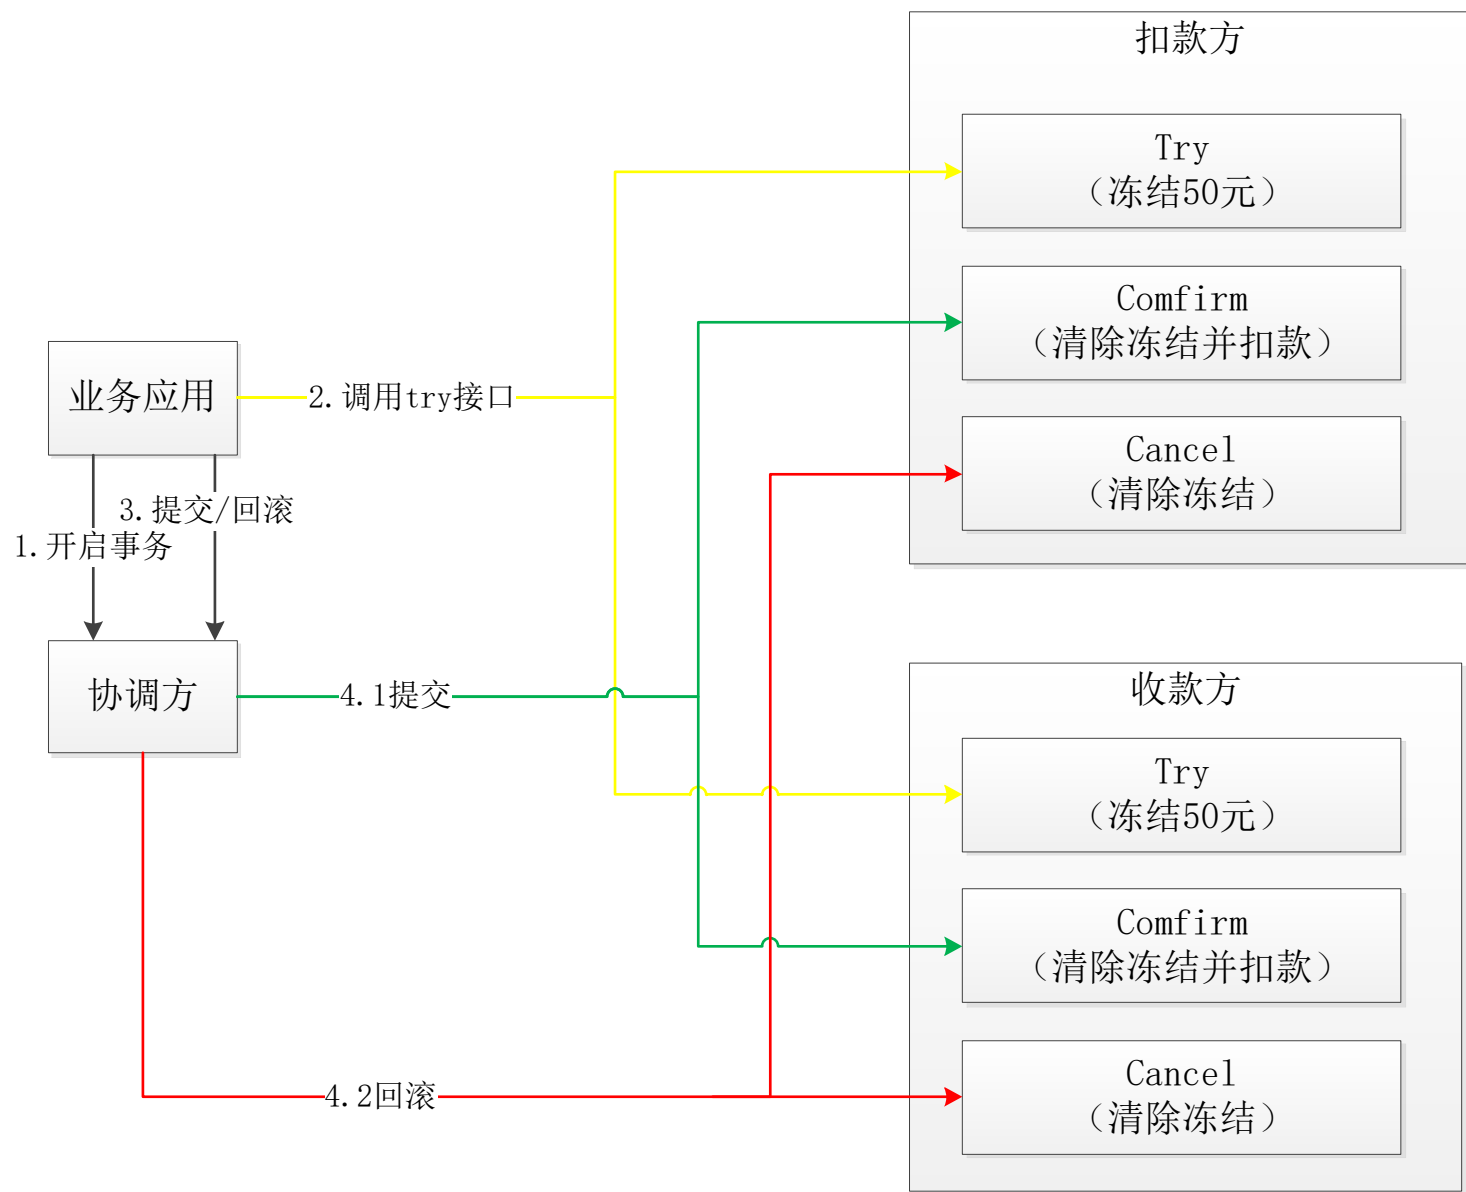 扣款方
Try
（冻结50元）
Comfirm
（清除冻结并扣款）
业务应用
2.调用try接口
Cancel
（清除冻结）
3.提交/回滚
1.开启事务
协调方
4.1提交
收款方
Try
（冻结50元）
Comfirm
（清除冻结并扣款）
Cancel
（清除冻结）
4.2回滚